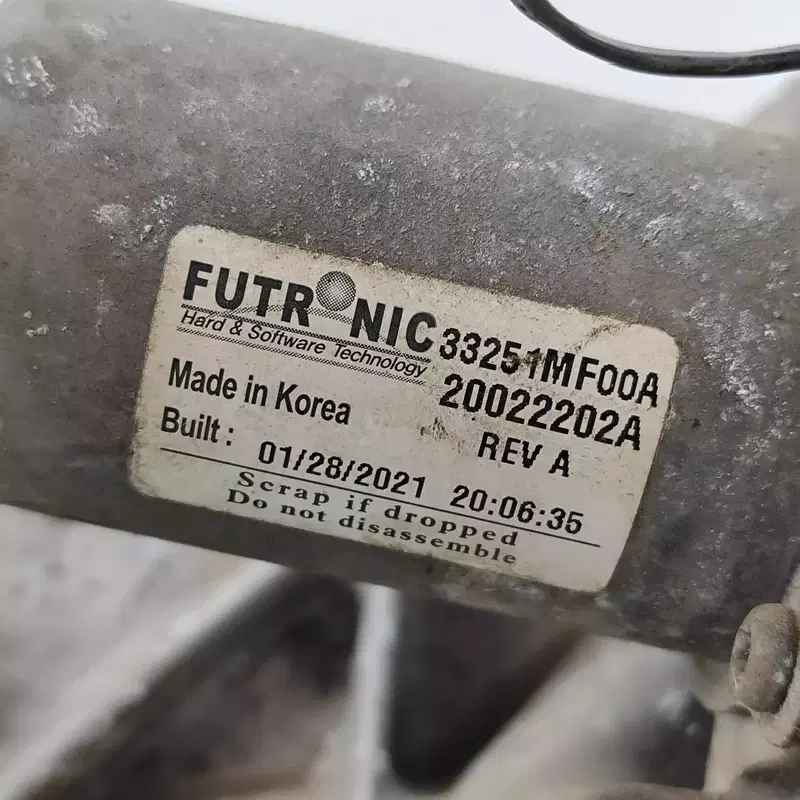 FUTRONIC
Hard & Software Technology
33251MF00A
20022202A
Made in Korea
REV A
Built: 01/28/2021 20:06:35
Scrap if dropped
Do not disassemble